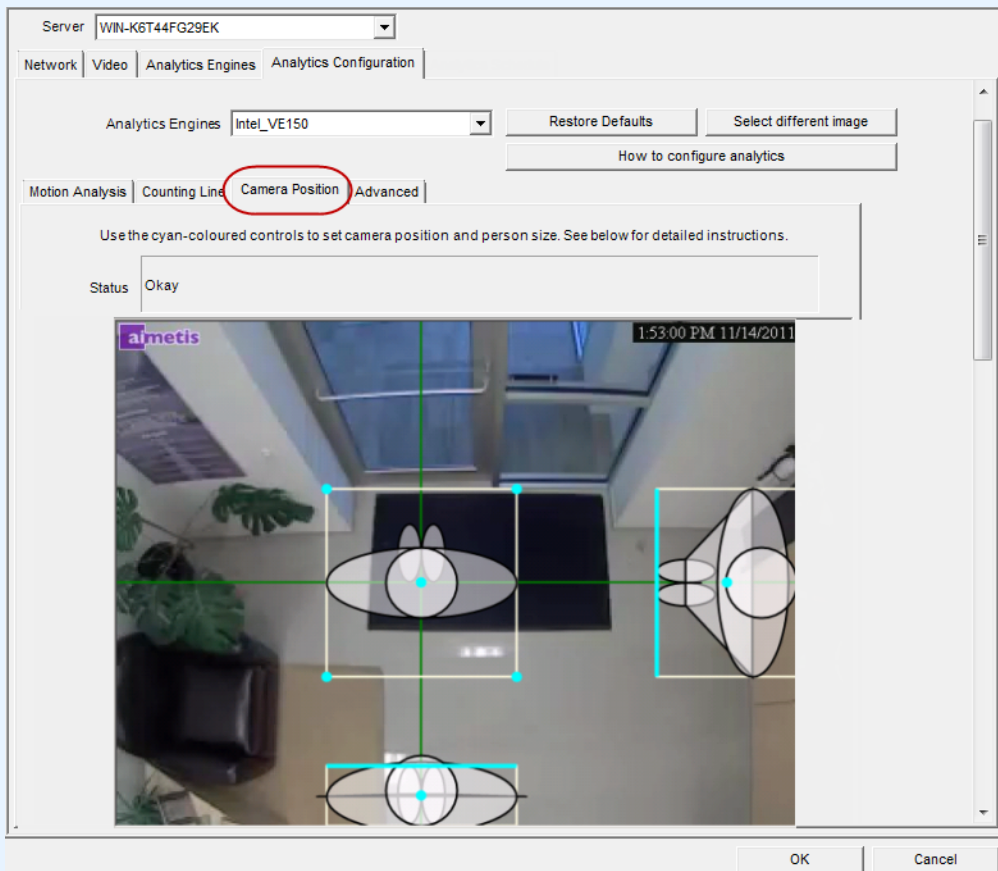 Server WIN-K6T44FG29EK
Network Video Analytics Engines Analytics Configuration
Analytics Engines Intel_VE150 Restore Defaults Select different image
How to configure analytics
Motion Analysis Counting Line Camera Position Advanced
Use the cyan-coloured controls to set camera position and person size. See below for detailed instructions.
Status Okay
aimetis 1:53:00 PM 11/14/2011
OK Cancel